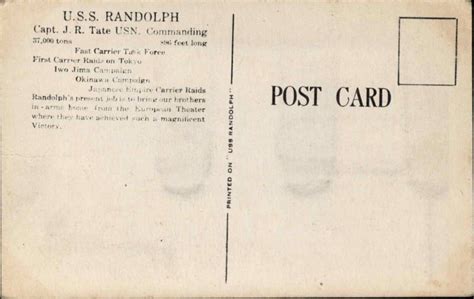 U.S.S. RANDOLPH
Capt. J. R. Tate USN. Commanding
37,000 tons 896 feet long
Fast Carrier Task Force
First Carrier Raids on Tokyo
Iwo Jima Campaign
Okinawa Campaign
Japanese Empire Carrier Raids
Randolph's present job is to bring our brothers
in-arms home from the European Theater
where they have achieved such a magnificent
Victory.
PRINTED ON "USS RANDOLPH"
POST CARD